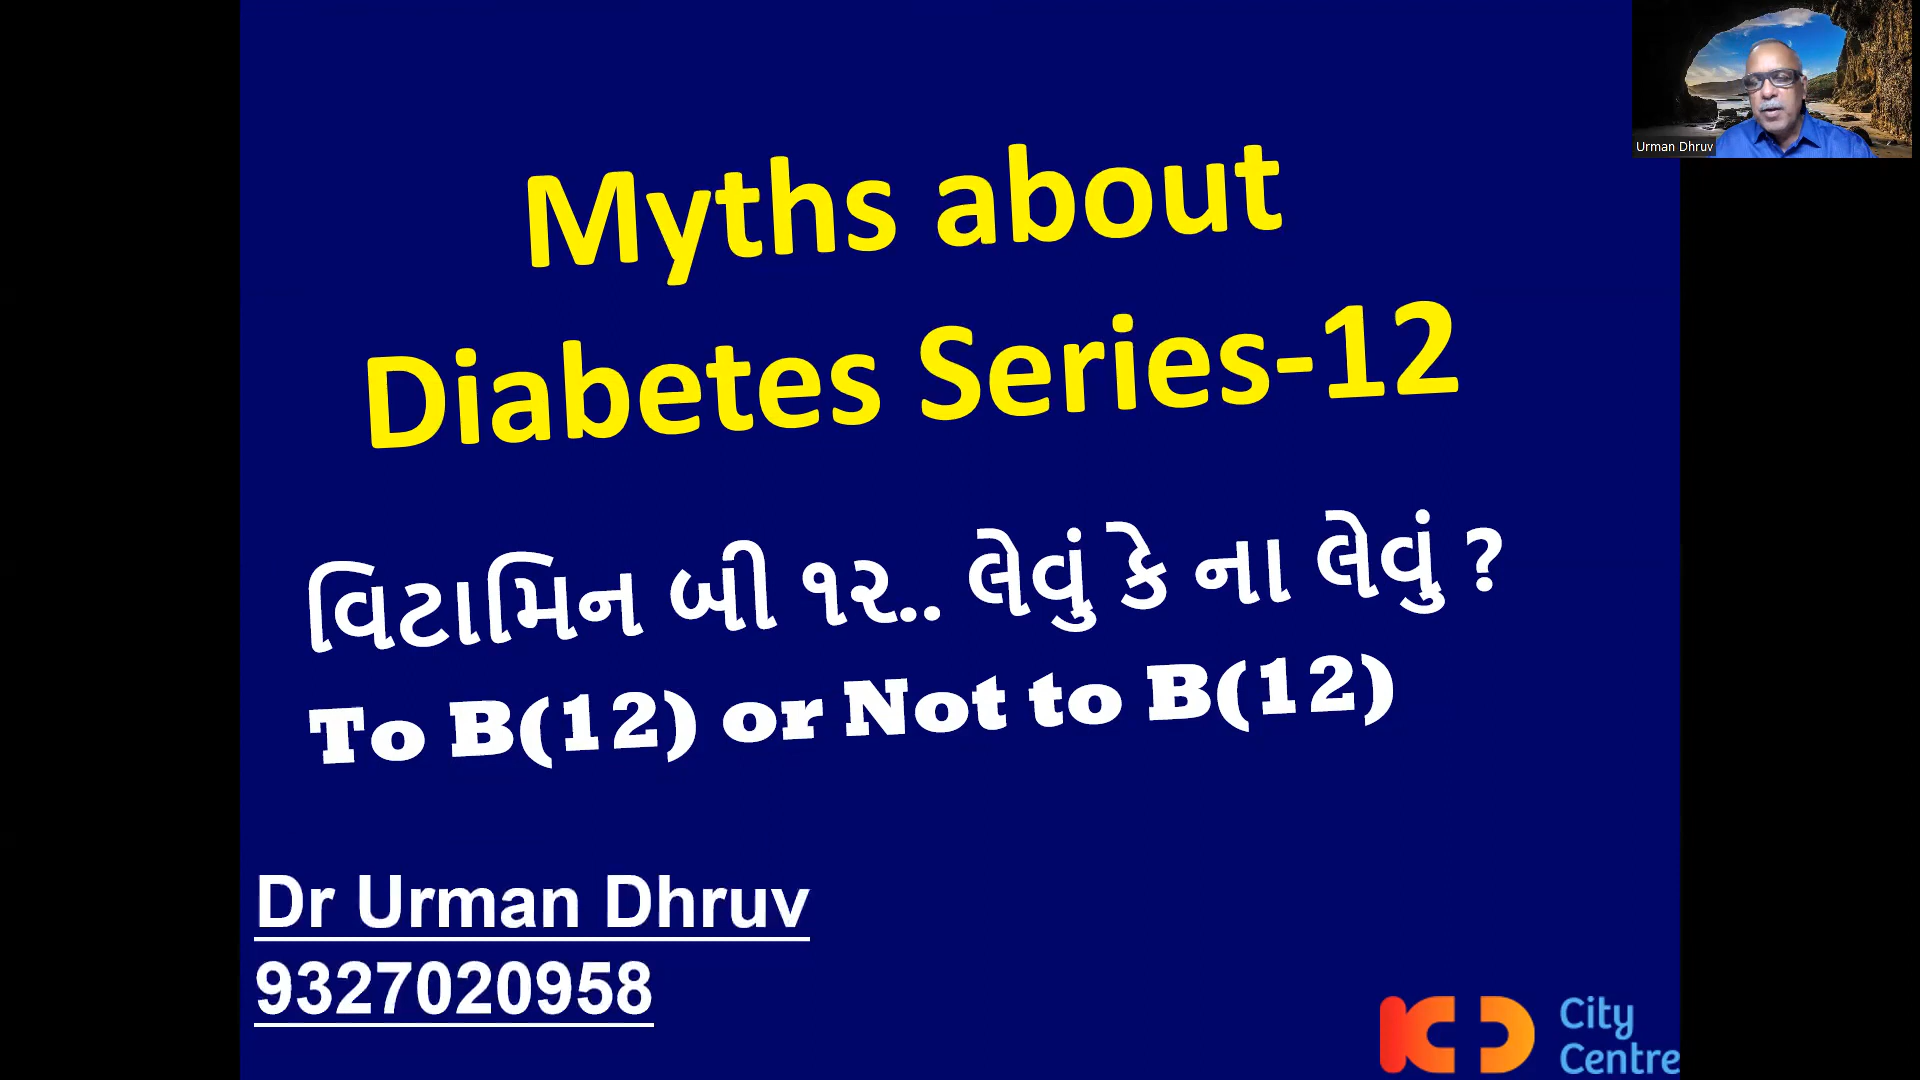 Myths about
Diabetes Series-12
વિટામિન બી ૧૨.. લેવું કે ના લેવું ?
To B(12) or Not to B(12)
Dr Urman Dhruv
9327020958
KD City
Centre
Urman Dhruv